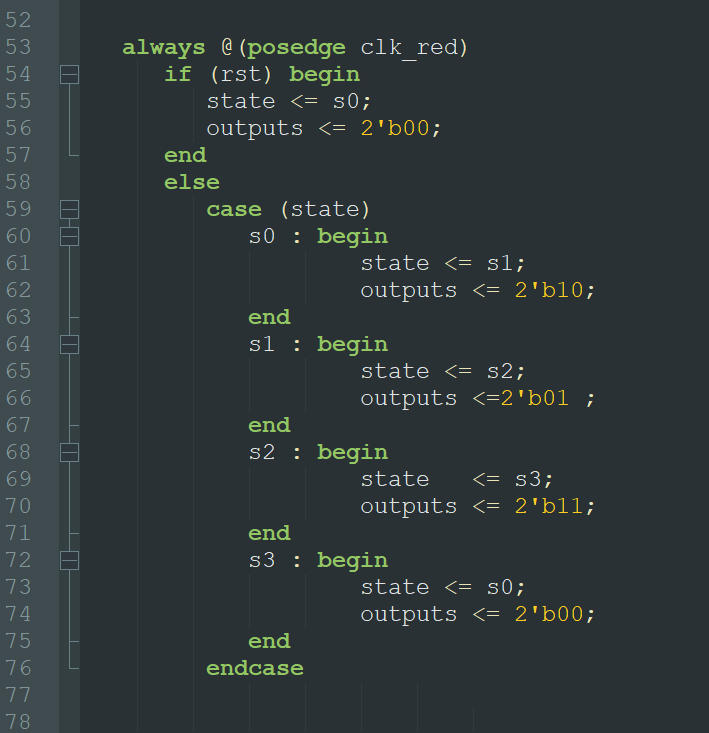 52
53 always @(posedge clk_red)
54 if (rst) begin
55 state <= s0;
56 outputs <= 2'b00;
57 end
58 else
59 case (state)
60 s0 : begin
61 state <= s1;
62 outputs <= 2'b10;
63 end
64 s1 : begin
65 state <= s2;
66 outputs <=2'b01 ;
67 end
68 s2 : begin
69 state   <= s3;
70 outputs <= 2'b11;
71 end
72 s3 : begin
73 state <= s0;
74 outputs <= 2'b00;
75 end
76 endcase
77
78